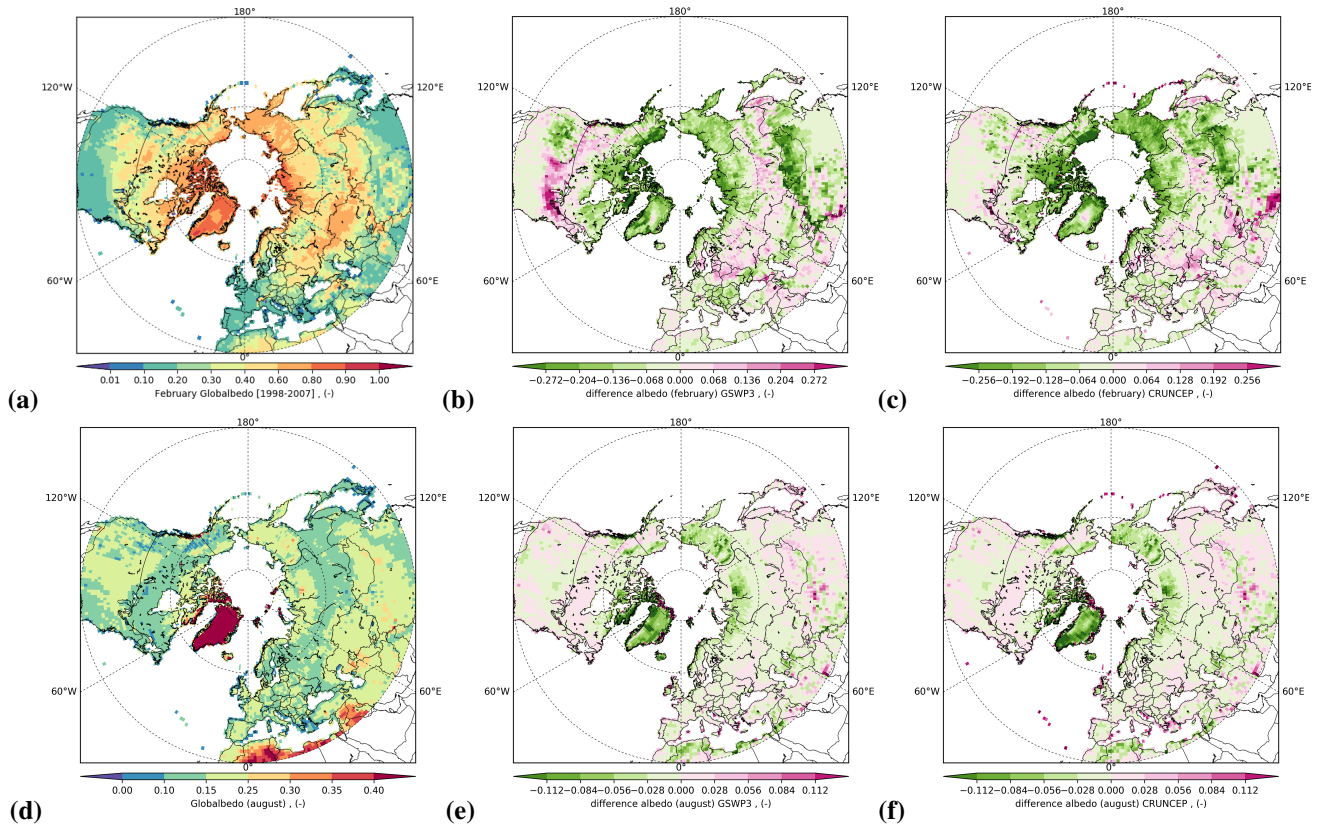 180° 180° 180°
120°W 120°E 120°W 120°E 120°W 120°E
60°W 60°E 60°W 60°E 60°W 60°E
0° 0° 0°
0.01 0.10 0.20 0.30 0.40 0.60 0.80 0.90 1.00
February Globalbedo [1998-2007] , (-)
(a)
−0.272−0.204−0.136−0.068 0.000 0.068 0.136 0.204 0.272
difference albedo (february) GSWP3 , (-)
(b)
−0.256−0.192−0.128−0.064 0.000 0.064 0.128 0.192 0.256
difference albedo (february) CRUNCEP , (-)
(c)
180° 180° 180°
120°W 120°E 120°W 120°E 120°W 120°E
60°W 60°E 60°W 60°E 60°W 60°E
0° 0° 0°
0.00 0.10 0.15 0.20 0.25 0.30 0.35 0.40
Globalbedo (august) , (-)
(d)
−0.112−0.084−0.056−0.028 0.000 0.028 0.056 0.084 0.112
difference albedo (august) GSWP3 , (-)
(e)
−0.112−0.084−0.056−0.028 0.000 0.028 0.056 0.084 0.112
difference albedo (august) CRUNCEP , (-)
(f)